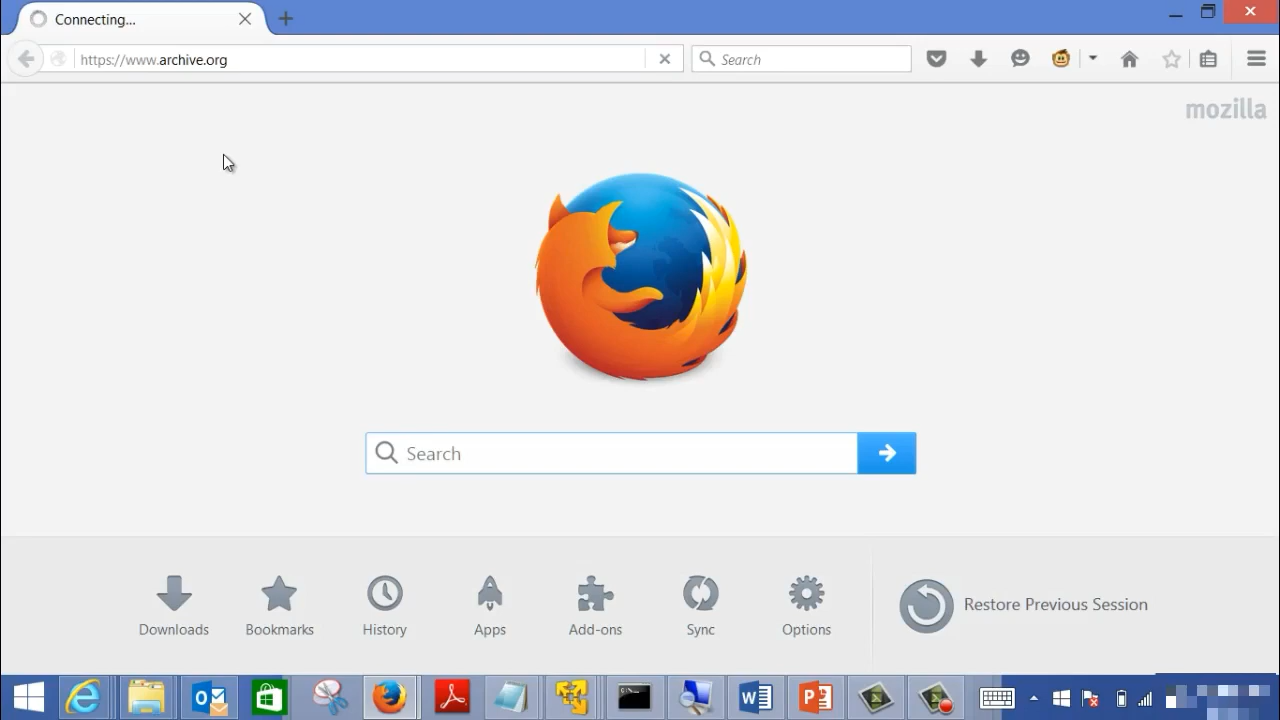 Connecting...
https://www.archive.org
Search
mozilla
Search
Downloads
Bookmarks
History
Apps
Add-ons
Sync
Options
Restore Previous Session